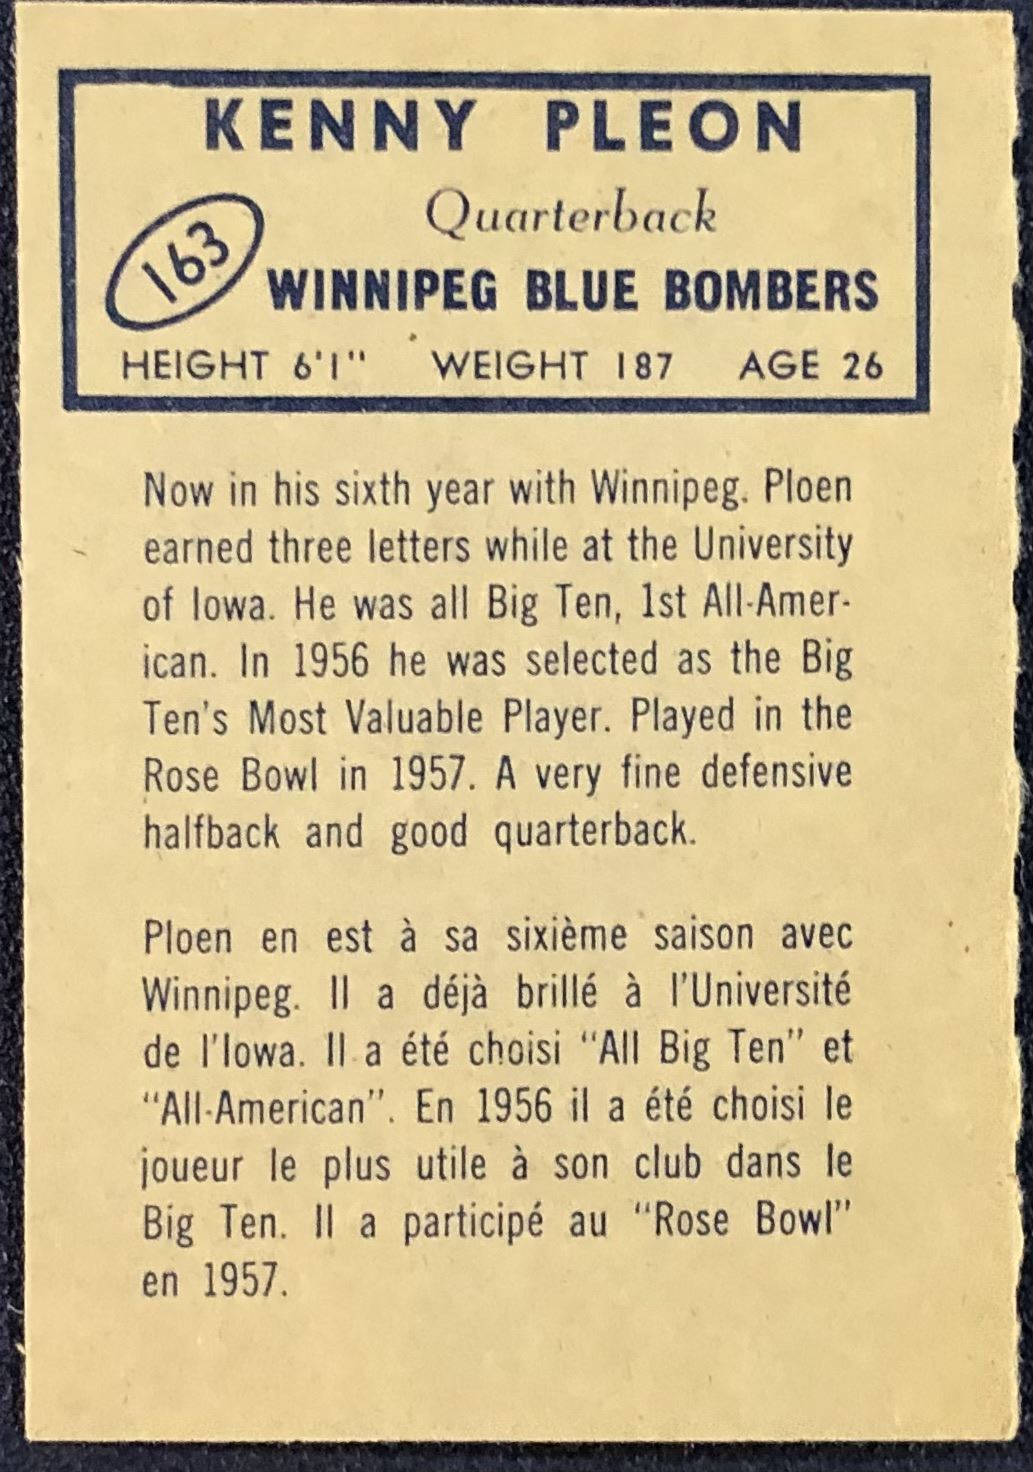 KENNY PLEON
Quarterback
163
WINNIPEG BLUE BOMBERS
HEIGHT 6'1" WEIGHT 187 AGE 26
Now in his sixth year with Winnipeg. Ploen
earned three letters while at the University
of Iowa. He was all Big Ten, 1st All-Amer-
ican. In 1956 he was selected as the Big
Ten's Most Valuable Player. Played in the
Rose Bowl in 1957. A very fine defensive
halfback and good quarterback.
Ploen en est à sa sixième saison avec
Winnipeg. Il a déjà brillé à l'Université
de l'Iowa. Il a été choisi "All Big Ten" et
"All-American". En 1956 il a été choisi le
joueur le plus utile à son club dans le
Big Ten. Il a participé au "Rose Bowl"
en 1957.